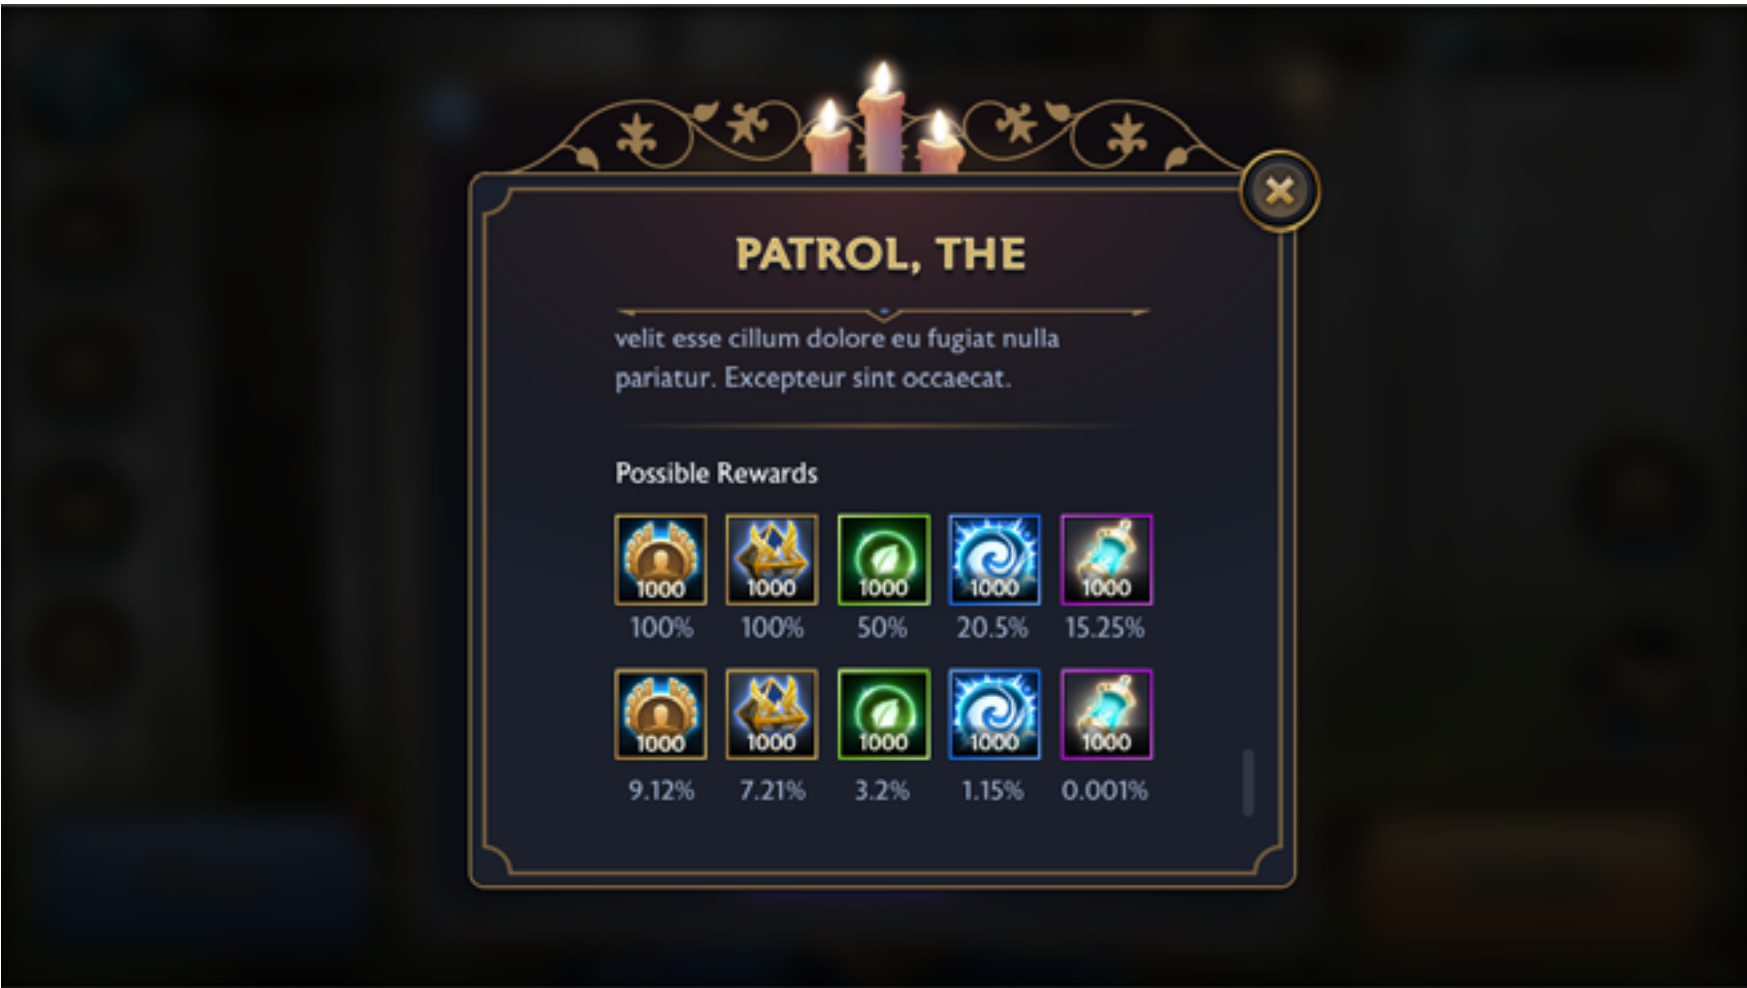 PATROL, THE
velit esse cillum dolore eu fugiat nulla
pariatur. Excepteur sint occaecat.
Possible Rewards
1000 1000 1000 1000 1000
100% 100% 50% 20.5% 15.25%
1000 1000 1000 1000 1000
9.12% 7.21% 3.2% 1.15% 0.001%